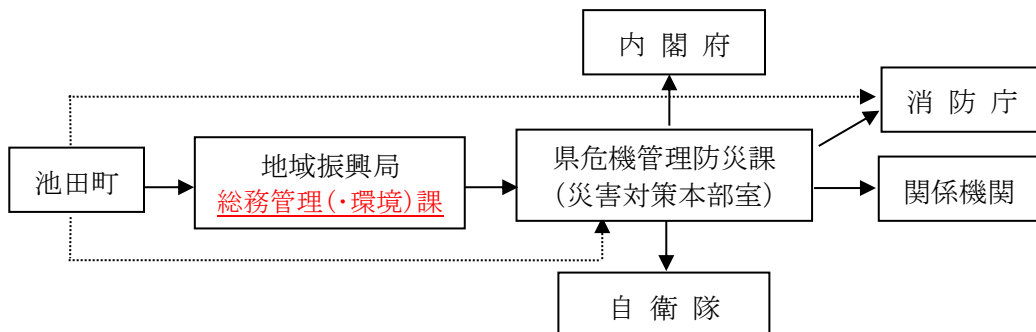 内閣府
消防庁
池田町
地域振興局
総務管理(・環境)課
県危機管理防災課
(災害対策本部室)
関係機関
自衛隊